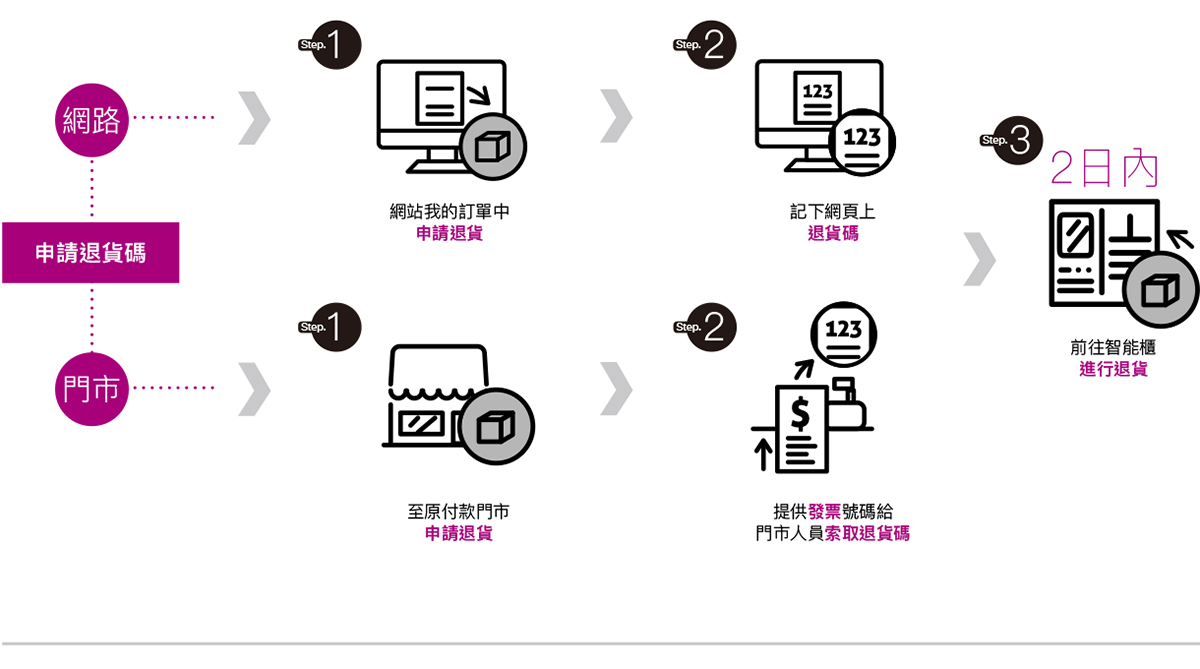 網路
申請退貨碼
門市
Step.1
123
網站我的訂單中
申請退貨
Step.2
123
123
記下網頁上
退貨碼
Step.1
至原付款門市
申請退貨
Step.2
123
$
提供發票號碼給
門市人員索取退貨碼
Step.3
2日內
前往智能櫃
進行退貨